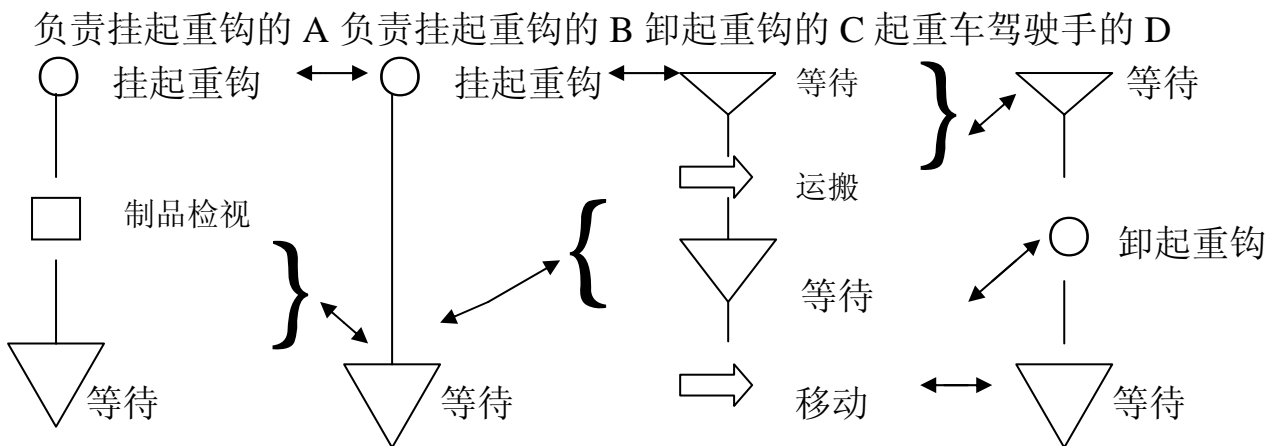 负责挂起重钩的 A 负责挂起重钩的 B 卸起重钩的 C 起重车驾驶手的 D
挂起重钩 挂起重钩 等待 等待
运搬
制品检视
卸起重钩
等待
等待 等待 移动 等待